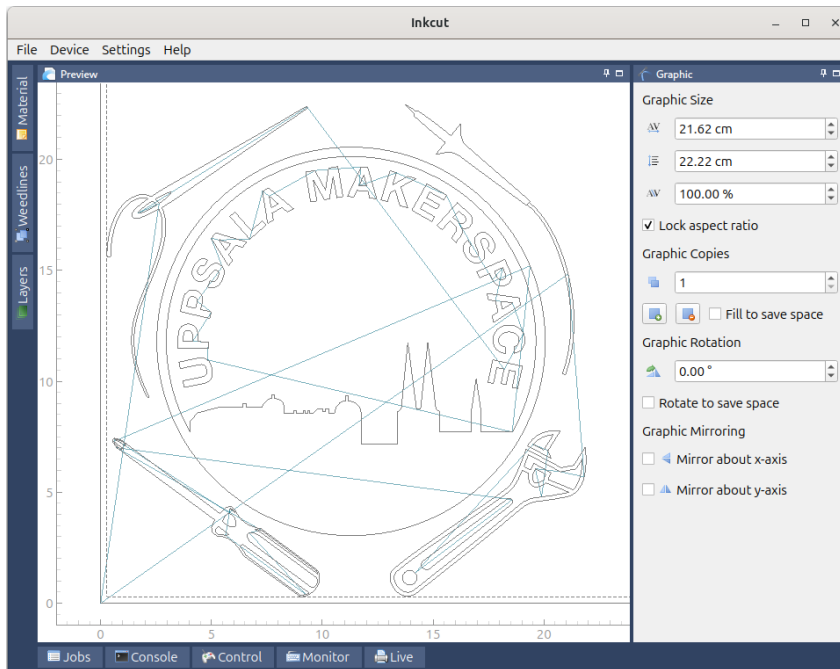 Inkcut
File Device Settings Help
Material
Weedlines
Layers
Preview
20
15
10
5
0
0 5 10 15 20
UPPSALA MAKERSPACE
Graphic
Graphic Size
21.62 cm
22.22 cm
100.00 %
Lock aspect ratio
Graphic Copies
1
Fill to save space
Graphic Rotation
0.00 °
Rotate to save space
Graphic Mirroring
Mirror about x-axis
Mirror about y-axis
Jobs Console Control Monitor Live